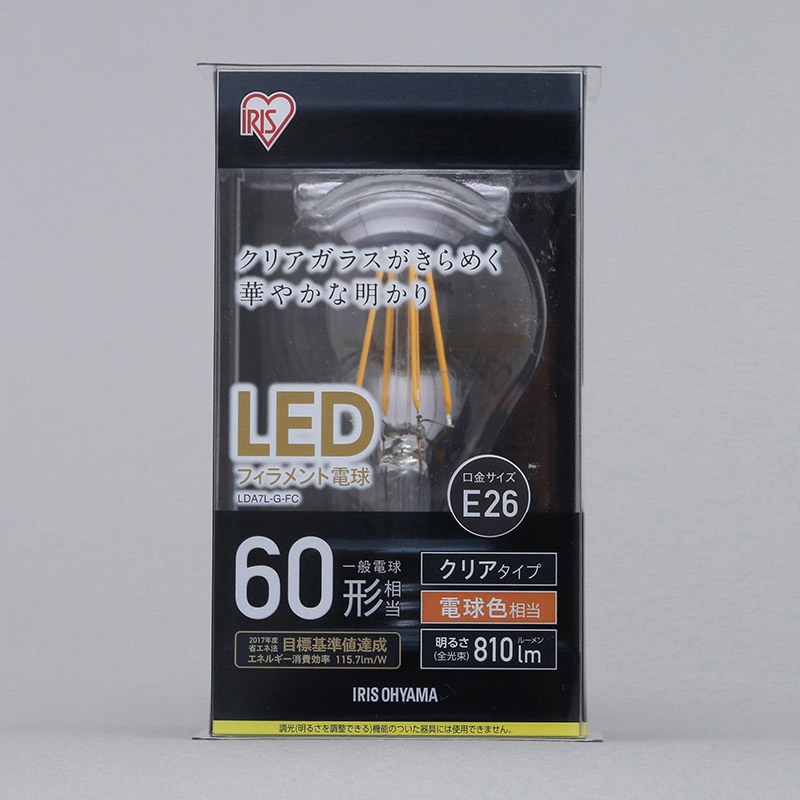 IRIS
クリアガラスがきらめく
華やかな明かり
LED
フィラメント電球
LDA7L-G-FC
口金サイズ
E26
60形相当
一般電球
クリアタイプ
電球色相当
2017年度
省エネ法
目標基準値達成
エネルギー消費効率 115.7lm/W
明るさ
(全光束)
810lm
ルーメン
IRIS OHYAMA
調光(明るさを調整できる)機能のついた器具には使用できません。